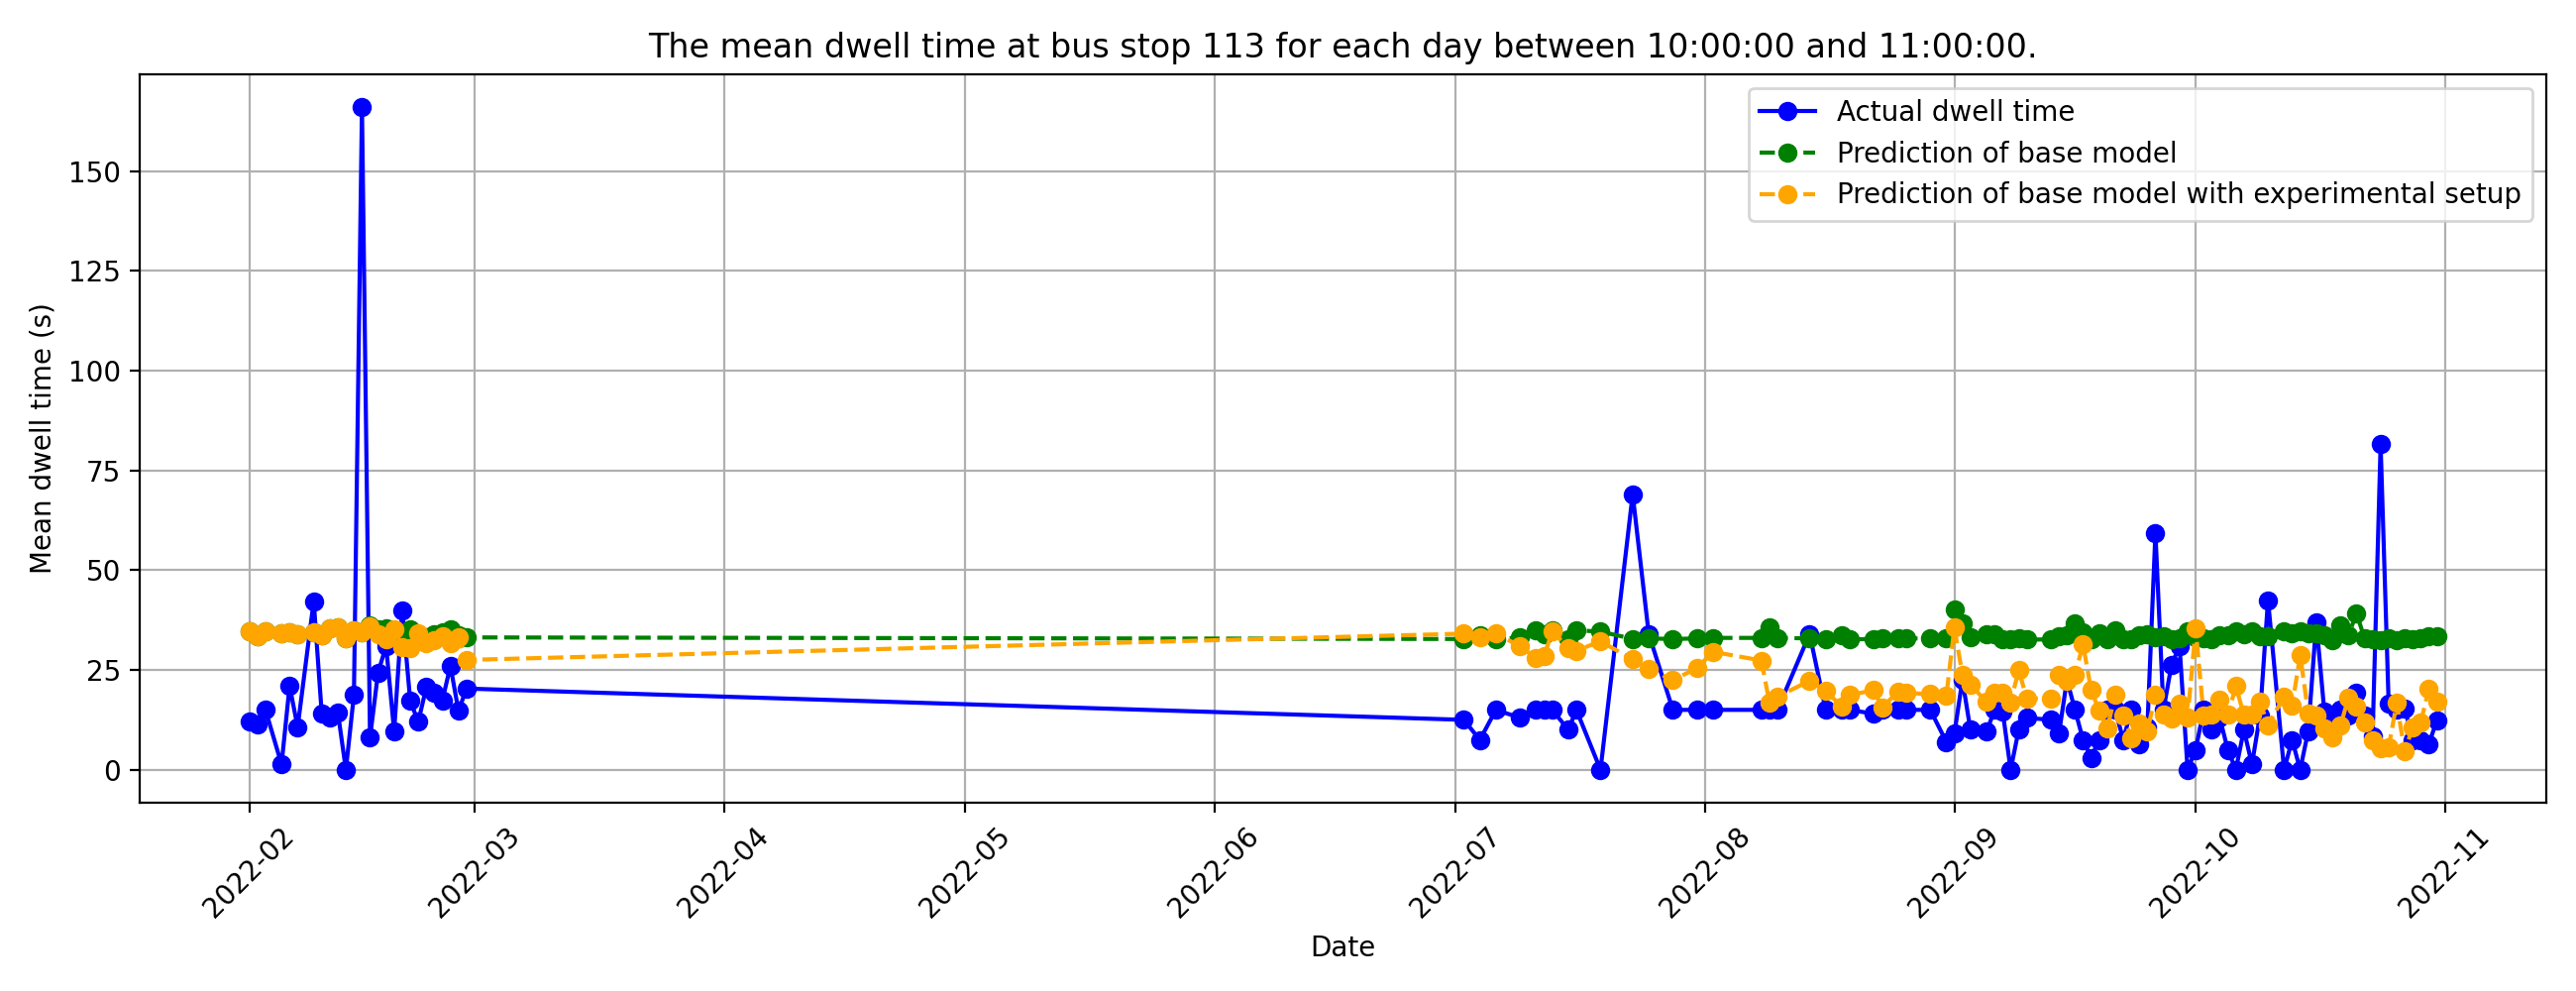 The mean dwell time at bus stop 113 for each day between 10:00:00 and 11:00:00.
Actual dwell time
Prediction of base model
Prediction of base model with experimental setup
Mean dwell time (s)
150
125
100
75
50
25
0
2022-02
2022-03
2022-04
2022-05
2022-06
2022-07
2022-08
2022-09
2022-10
2022-11
Date